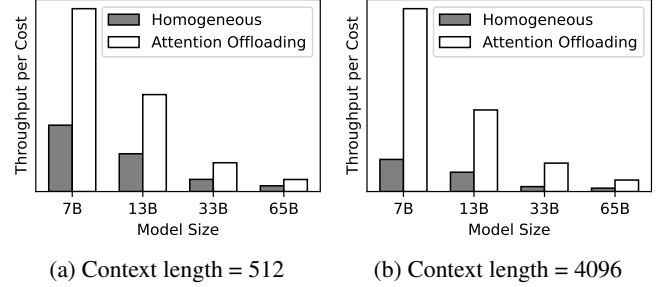 Throughput per Cost
Homogeneous
Attention Offloading
7B 13B 33B 65B
Model Size
(a) Context length = 512
Throughput per Cost
Homogeneous
Attention Offloading
7B 13B 33B 65B
Model Size
(b) Context length = 4096